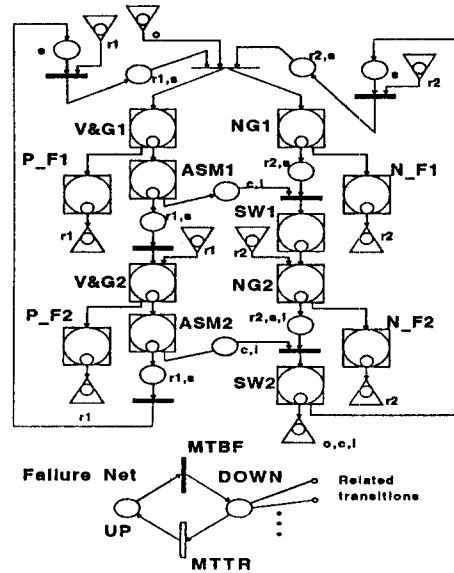 s r1 o r2,s s
r1,s r2
V&G1 NG1
P_F1 r2,s N_F1
ASM1 c,i
r1 r1,s SW1 r2
V&G2 r1 r2 NG2
P_F2 r2,s,i N_F2
ASM2 c,i
r1 r1,s SW2 r2
o,c,i
MTBF
Failure Net DOWN Related
transitions
UP
MTTR